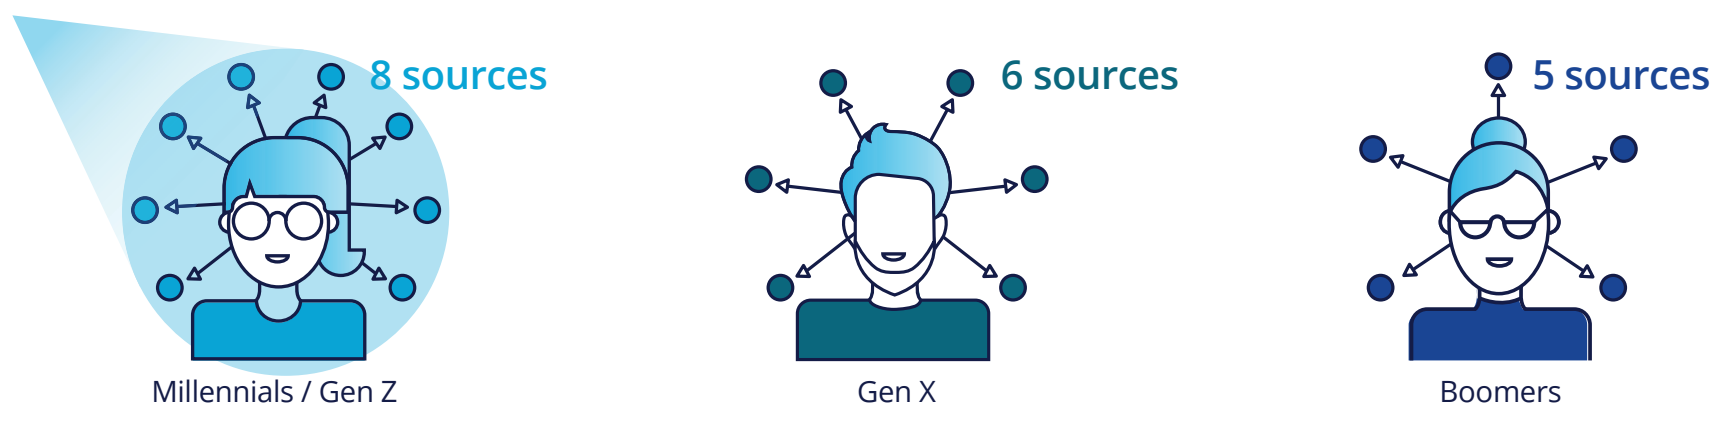 8 sources
6 sources
5 sources
Millennials / Gen Z
Gen X
Boomers